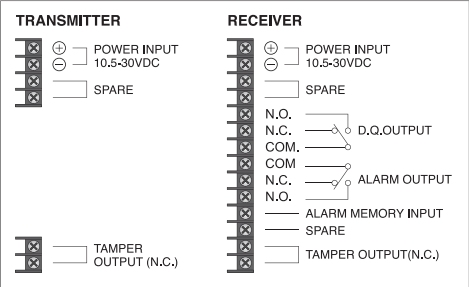 TRANSMITTER
⊕ POWER INPUT
⊖ 10.5-30VDC
SPARE
TAMPER
OUTPUT (N.C.)
RECEIVER
⊕ POWER INPUT
⊖ 10.5-30VDC
SPARE
N.O.
N.C. D.Q.OUTPUT
COM.
COM
N.C. ALARM OUTPUT
N.O.
ALARM MEMORY INPUT
SPARE
TAMPER OUTPUT(N.C.)